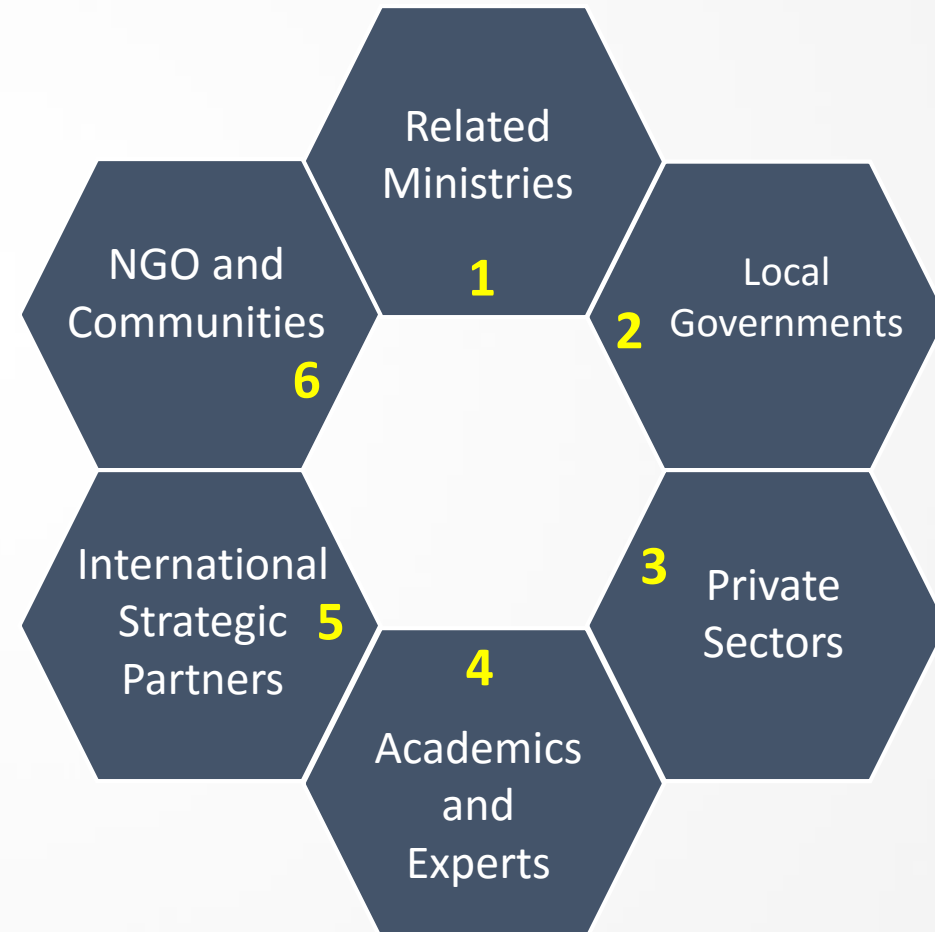 Related
Ministries
1
Local
Governments
2
3
Private
Sectors
4
Academics
and
Experts
International
Strategic
Partners
5
NGO and
Communities
6